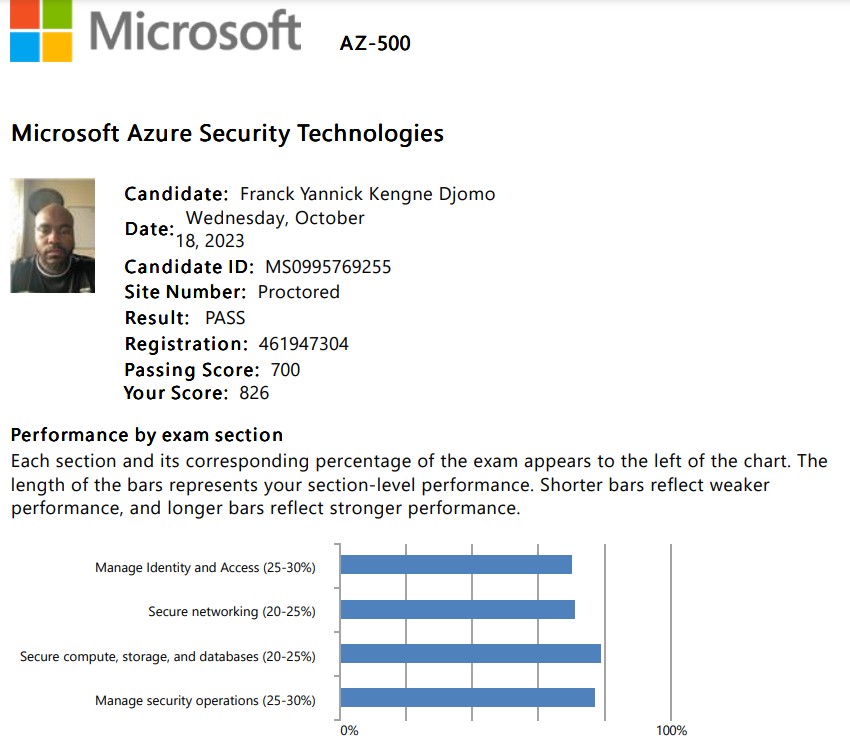 Microsoft AZ-500
Microsoft Azure Security Technologies
Candidate: Franck Yannick Kengne Djomo
Date: Wednesday, October
18, 2023
Candidate ID: MS0995769255
Site Number: Proctored
Result: PASS
Registration: 461947304
Passing Score: 700
Your Score: 826
Performance by exam section
Each section and its corresponding percentage of the exam appears to the left of the chart. The
length of the bars represents your section-level performance. Shorter bars reflect weaker
performance, and longer bars reflect stronger performance.
Manage Identity and Access (25-30%)
Secure networking (20-25%)
Secure compute, storage, and databases (20-25%)
Manage security operations (25-30%)
0% 100%